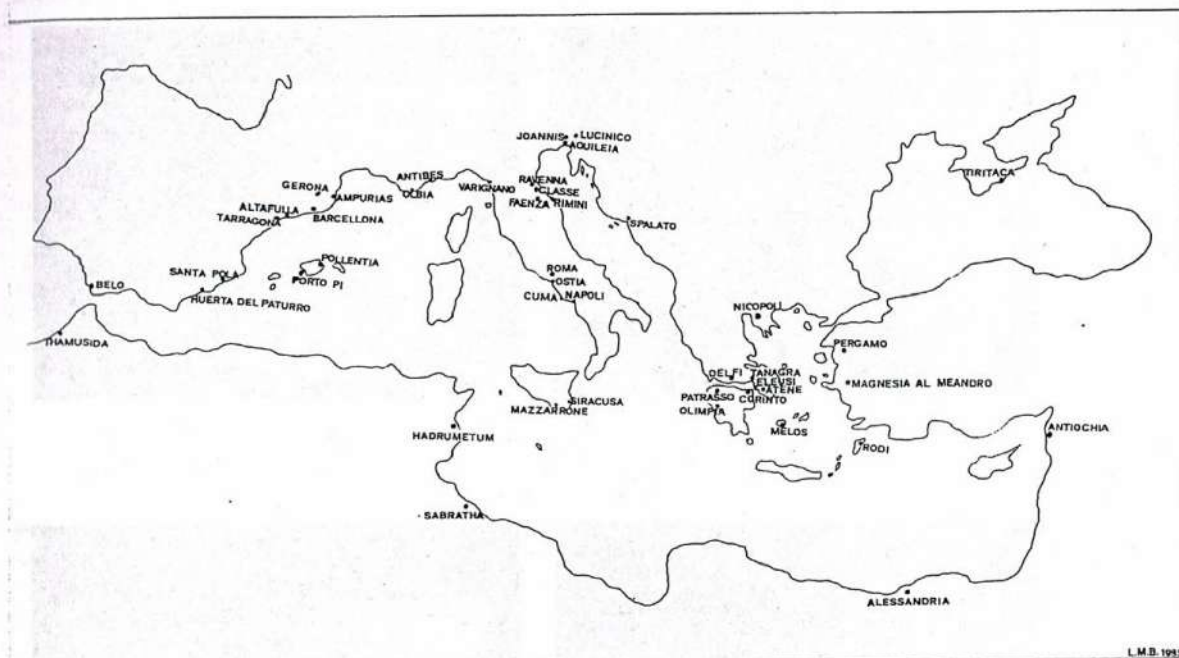 JOANNIS
LUCINICO
AQUILEIA
ANTIBES
OLBIA
VARIGNANO
RAVENNA
CLASSE
FAENZA
RIMINI
TIRITACA
GERONA
AMPURIAS
ALTAFULLA
TARRAGONA
BARCELLONA
SPALATO
POLLENTIA
PORTO PI
SANTA POLA
HUERTA DEL PATURRO
BELO
ROMA
OSTIA
CUMA
NAPOLI
NICOPOLI
THAMUSIDA
PERGAMO
DELFI
TANAGRA
ELEUSI
ATENE
MAGNESIA AL MEANDRO
PATRASSO
CORINTO
OLIMPIA
SIRACUSA
MAZZARRONE
HADRUMETUM
MELOS
RODI
ANTIOCHIA
SABRATHA
ALESSANDRIA